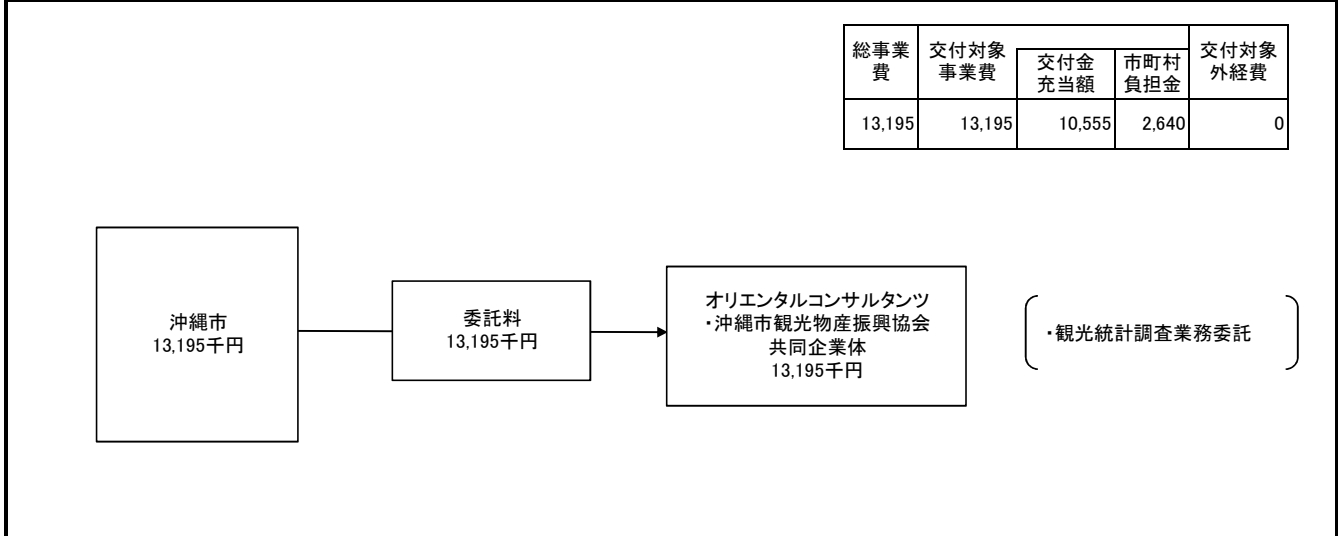 総事業
費
交付対象
事業費
交付金
充当額
市町村
負担金
交付対象
外経費
13,195
13,195
10,555
2,640
0
沖縄市
13,195千円
委託料
13,195千円
オリエンタルコンサルタンツ
・沖縄市観光物産振興協会
共同企業体
13,195千円
・観光統計調査業務委託